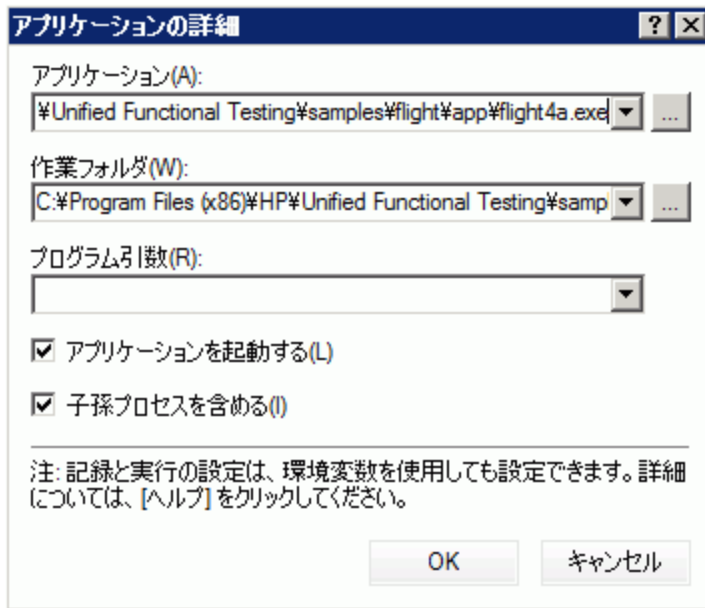 アプリケーションの詳細
アプリケーション(A):
¥Unified Functional Testing¥samples¥flight¥app¥flight4a.exe
...
作業フォルダ(W):
C:¥Program Files (x86)¥HP¥Unified Functional Testing¥samp
...
プログラム引数(R):
アプリケーションを起動する(L)
子孫プロセスを含める(I)
注: 記録と実行の設定は、環境変数を使用しても設定できます。詳細
については、[ヘルプ] をクリックしてください。
OK
キャンセル